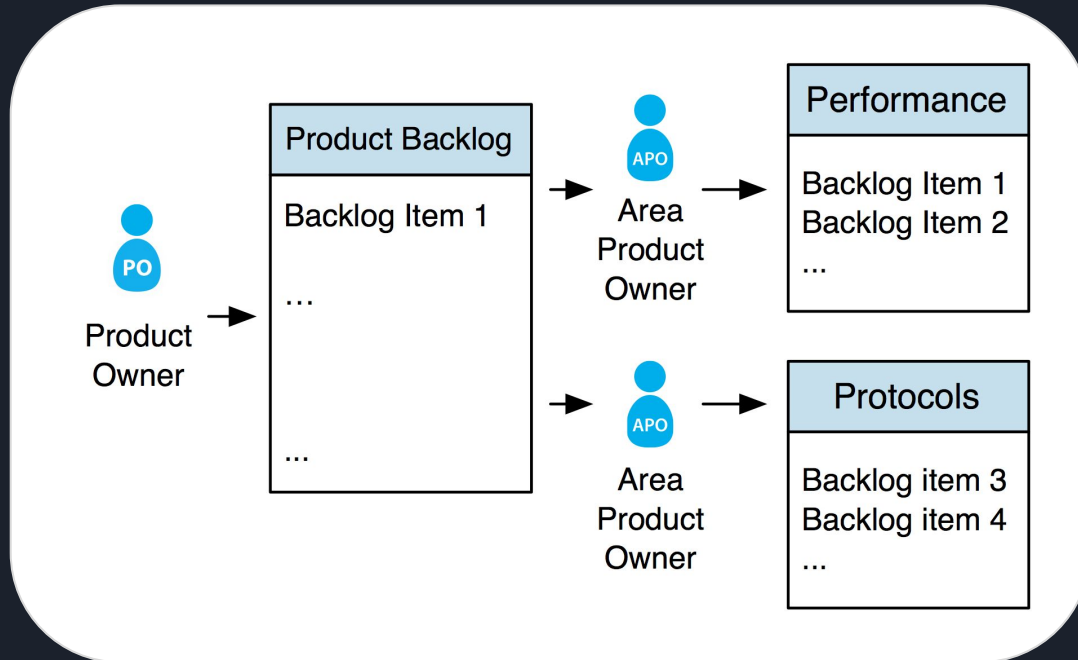 PO
Product
Owner
Product Backlog
Backlog Item 1
...
...
APO
Area
Product
Owner
Performance
Backlog Item 1
Backlog Item 2
...
APO
Area
Product
Owner
Protocols
Backlog item 3
Backlog item 4
...